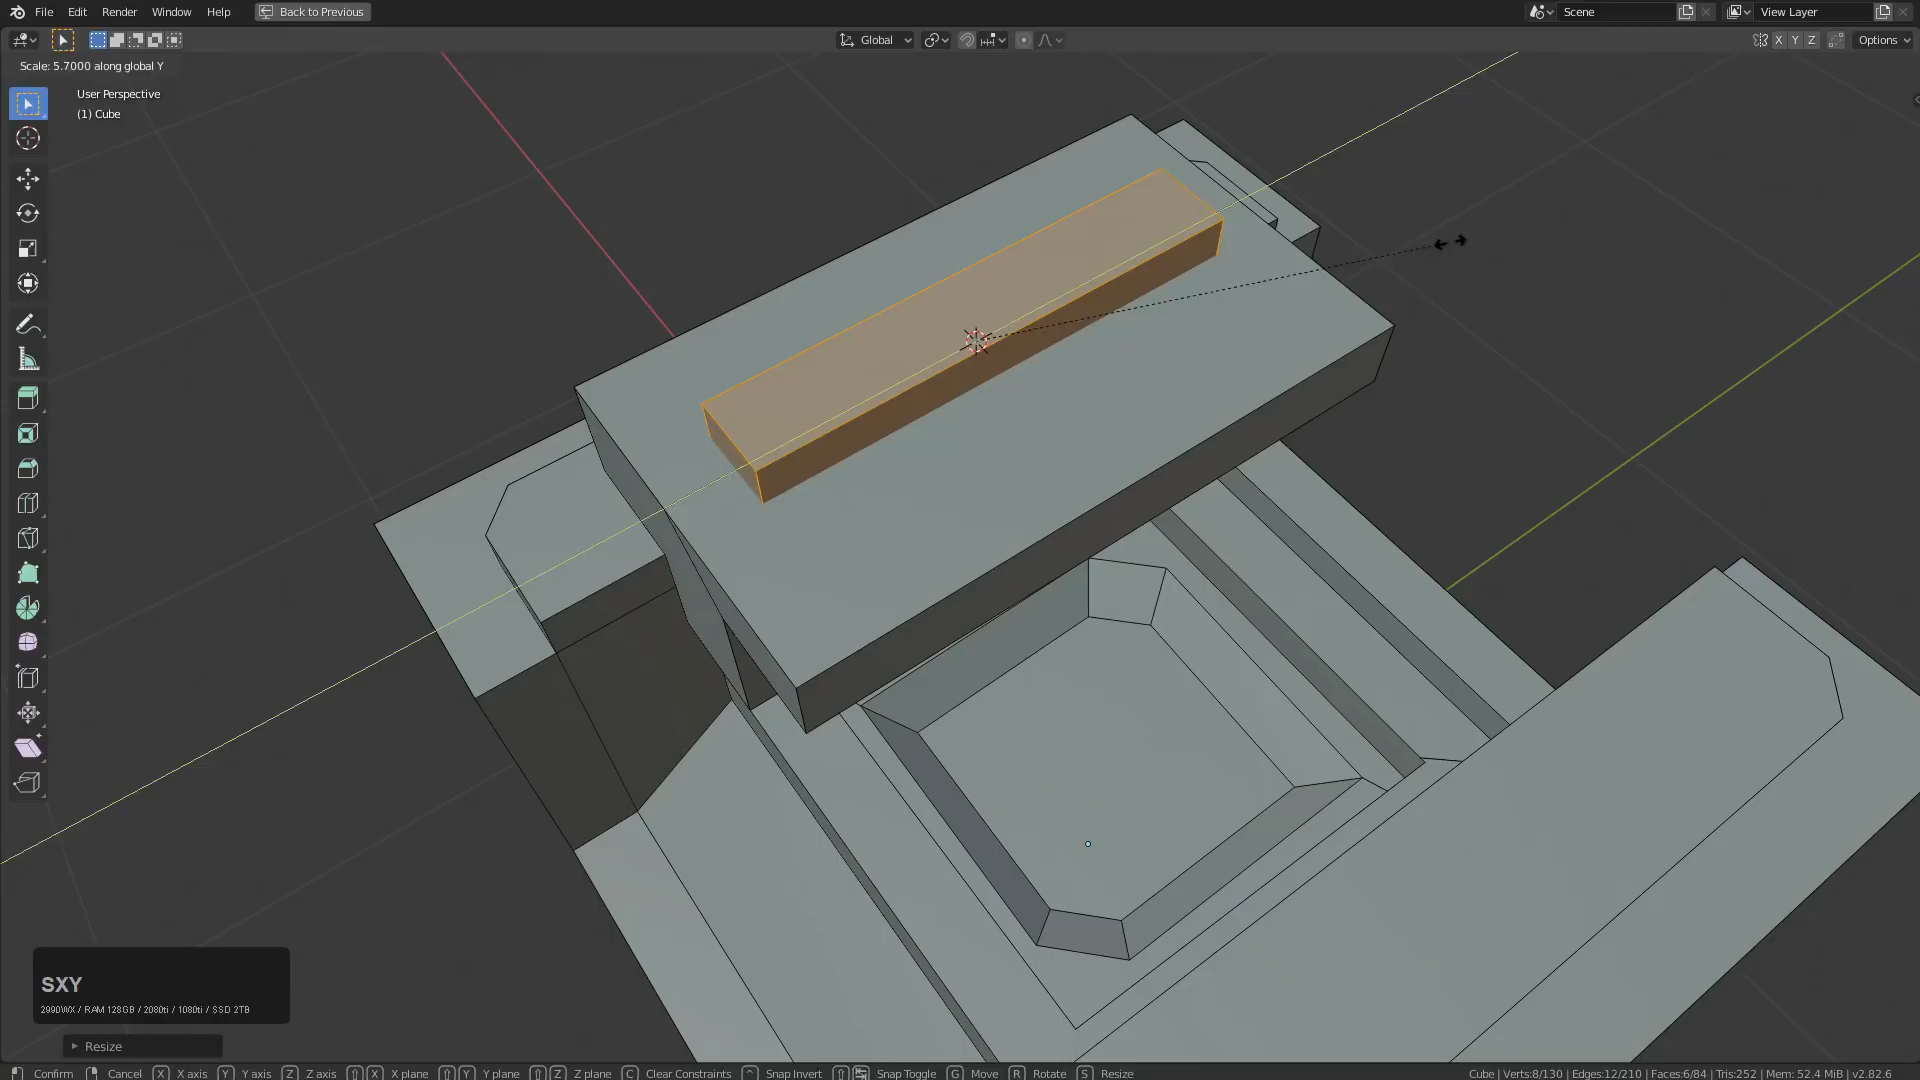 File Edit Render Window Help Back to Previous Scene View Layer
Global X Y Z Options
Scale: 5.7000 along global Y
User Perspective
(1) Cube
SXY
2990WX / RAM 128GB / 2080ti / 1080ti / SSD 2TB
Resize
Confirm Cancel X X axis Y Y axis Z Z axis X X plane Y Y plane Z Z plane C Clear Constraints Snap Invert Snap Toggle G Move R Rotate S Resize Cube | Verts:8/130 | Edges:12/210 | Faces:6/84 | Tris:252 | Mem: 52.4 MiB | v2.82.6